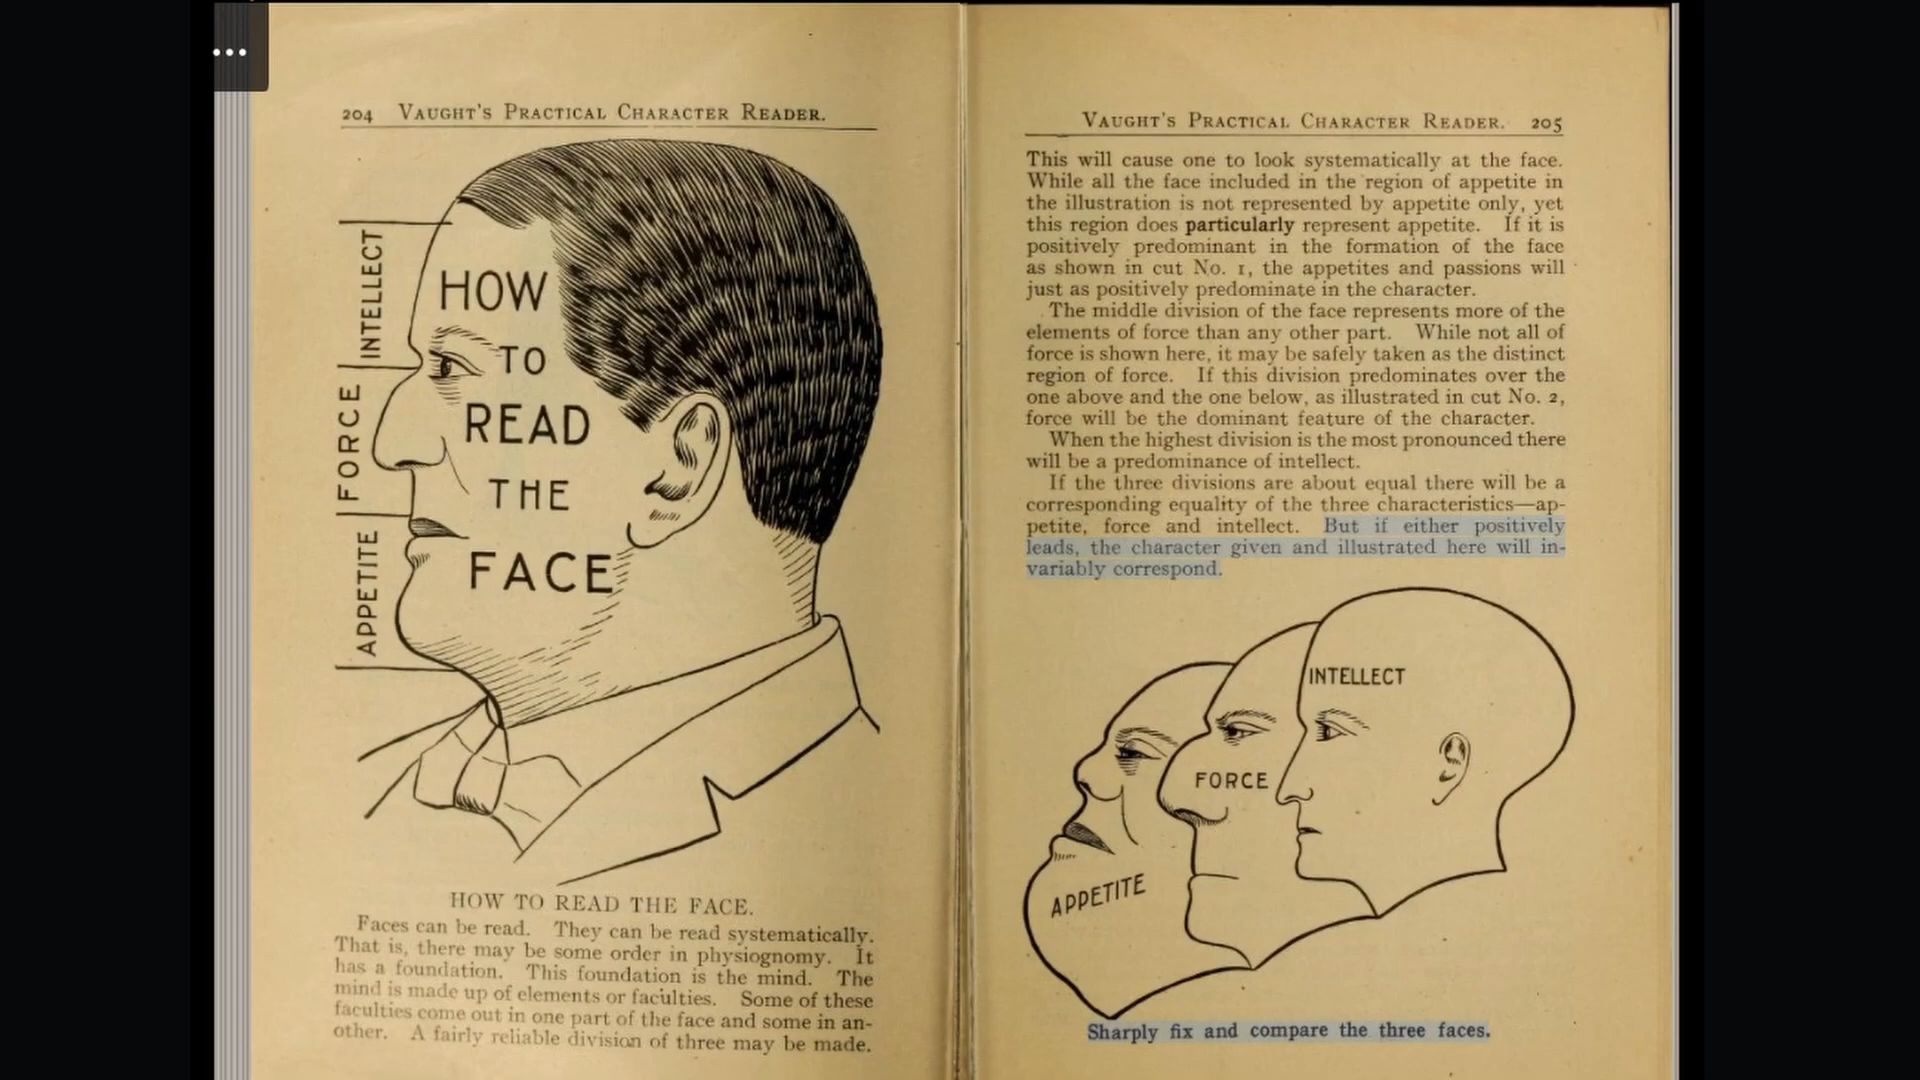 204 VAUGHT'S PRACTICAL CHARACTER READER.
INTELLECT
FORCE
APPETITE
HOW
TO
READ
THE
FACE
HOW TO READ THE FACE.
Faces can be read. They can be read systematically.
That is, there may be some order in physiognomy. It
has a foundation. This foundation is the mind. The
mind is made up of elements or faculties. Some of these
faculties come out in one part of the face and some in an-
other. A fairly reliable division of three may be made.
VAUGHT'S PRACTICAL CHARACTER READER. 205
This will cause one to look systematically at the face.
While all the face included in the region of appetite in
the illustration is not represented by appetite only, yet
this region does particularly represent appetite. If it is
positively predominant in the formation of the face
as shown in cut No. 1, the appetites and passions will
just as positively predominate in the character.
The middle division of the face represents more of the
elements of force than any other part. While not all of
force is shown here, it may be safely taken as the distinct
region of force. If this division predominates over the
one above and the one below, as illustrated in cut No. 2,
force will be the dominant feature of the character.
When the highest division is the most pronounced there
will be a predominance of intellect.
If the three divisions are about equal there will be a
corresponding equality of the three characteristics—ap-
petite, force and intellect. But if either positively
leads, the character given and illustrated here will in-
variably correspond.
INTELLECT
FORCE
APPETITE
Sharply fix and compare the three faces.